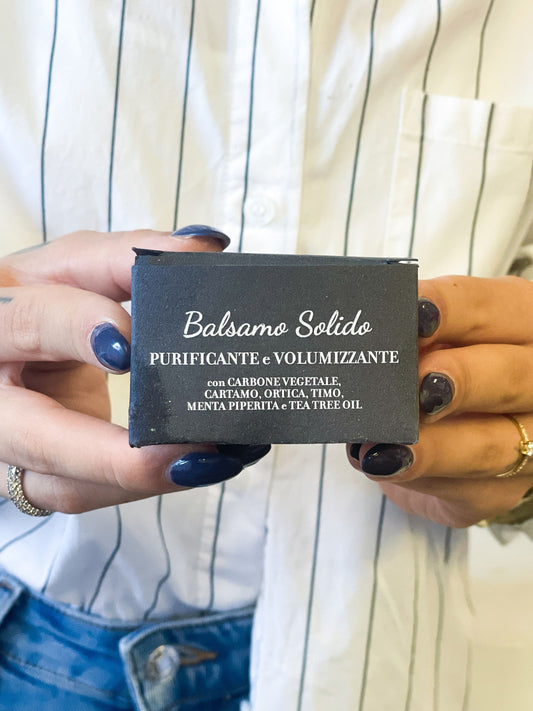 Balsamo Solido
PURIFICANTE e VOLUMIZZANTE
con CARBONE VEGETALE,
CARTAMO, ORTICA, TIMO,
MENTA PIPERITA e TEA TREE OIL